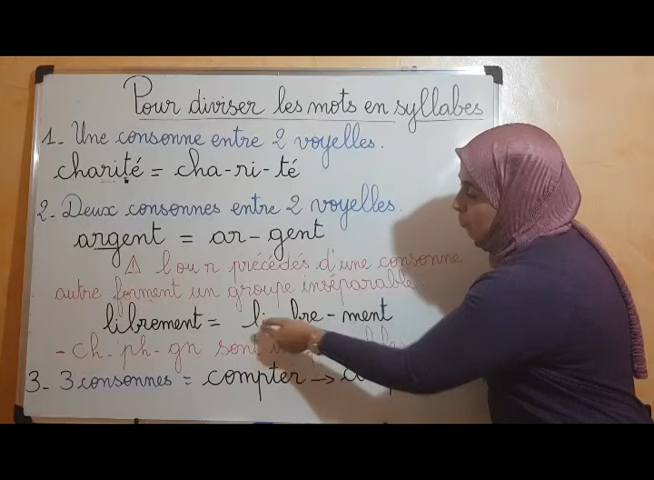 Pour diviser les mots en syllabes
1- Une consonne entre 2 voyelles.
charité = cha-ri-té
2- Deux consonnes entre 2 voyelles.
argent = ar-gent
⚠ l ou r précédés d'une consonne
autre forment un groupe inséparable.
librement = li bre-ment
- ch- ph- gn sont
3- 3 consonnes = compter →